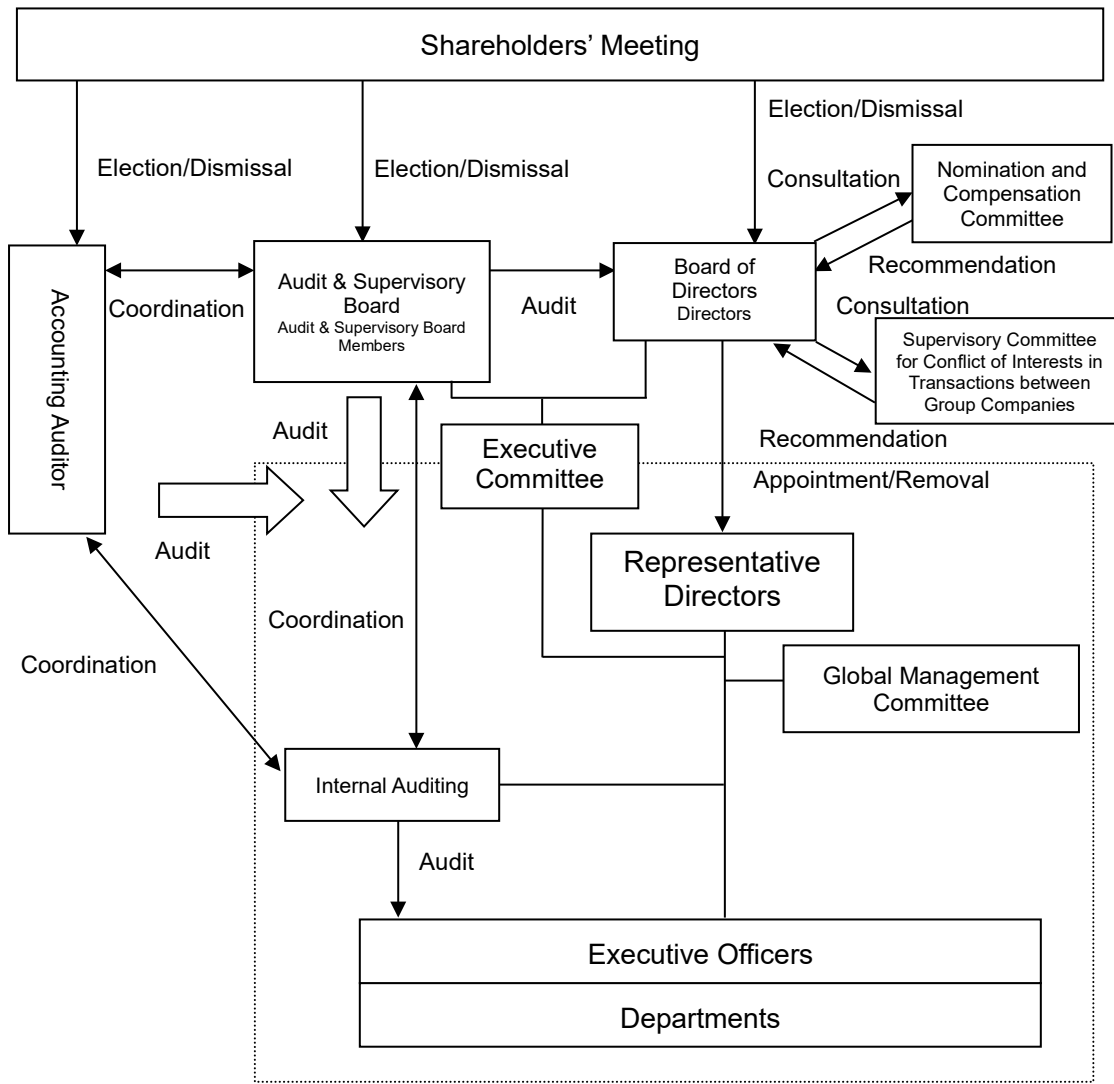 Shareholders’ Meeting
Election/Dismissal
Election/Dismissal
Election/Dismissal
Consultation
Nomination and
Compensation
Committee
Recommendation
Accounting Auditor
Coordination
Audit & Supervisory
Board
Audit & Supervisory Board
Members
Audit
Board of
Directors
Directors
Consultation
Supervisory Committee
for Conflict of Interests in
Transactions between
Group Companies
Recommendation
Audit
Executive
Committee
Appointment/Removal
Audit
Representative
Directors
Coordination
Coordination
Global Management
Committee
Internal Auditing
Audit
Executive Officers
Departments